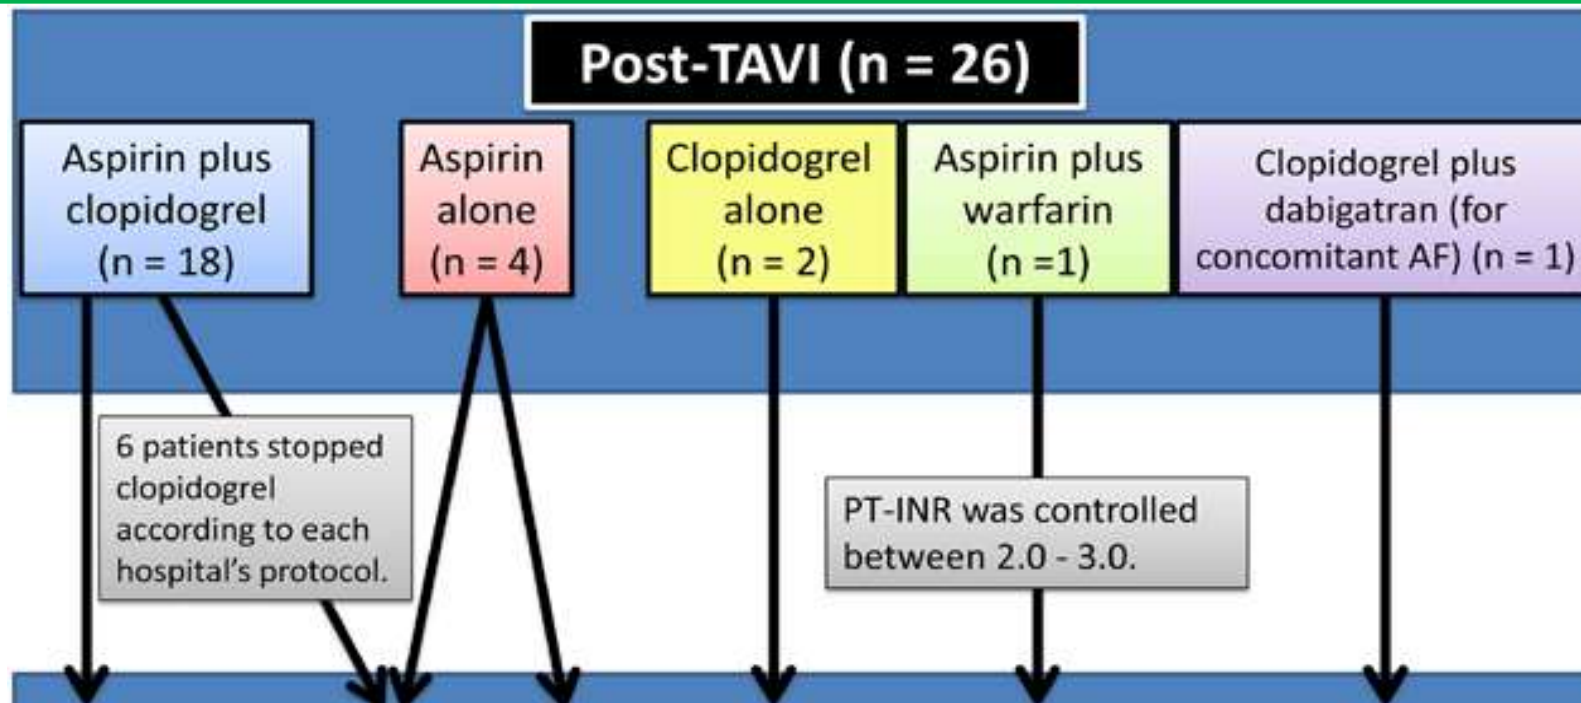 Post-TAVI (n = 26)
Aspirin plus
clopidogrel
(n = 18)
Aspirin
alone
(n = 4)
Clopidogrel
alone
(n = 2)
Aspirin plus
warfarin
(n =1)
Clopidogrel plus
dabigatran (for
concomitant AF) (n = 1)
6 patients stopped
clopidogrel
according to each
hospital's protocol.
PT-INR was controlled
between 2.0 - 3.0.